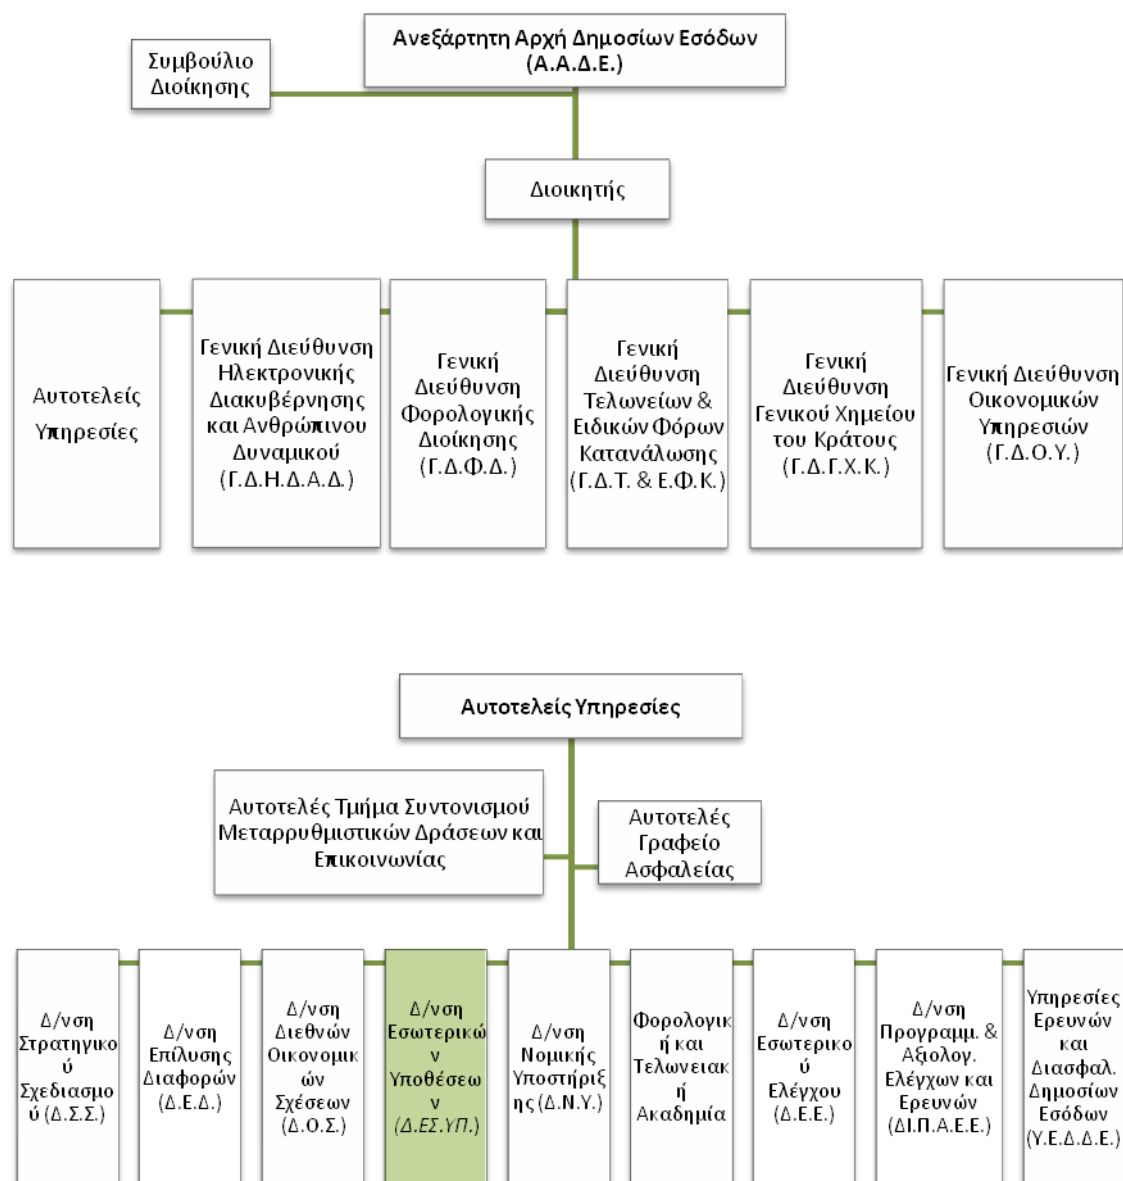 Ανεξάρτητη Αρχή Δημοσίων Εσόδων
(Α.Α.Δ.Ε.)
Συμβούλιο
Διοίκησης
Διοικητής
Αυτοτελείς
Υπηρεσίες
Γενική Διεύθυνση
Ηλεκτρονικής
Διακυβέρνησης
και Ανθρώπινου
Δυναμικού
(Γ.Δ.Η.Δ.Α.Δ.)
Γενική
Διεύθυνση
Φορολογικής
Διοίκησης
(Γ.Δ.Φ.Δ.)
Γενική
Διεύθυνση
Τελωνείων &
Ειδικών Φόρων
Κατανάλωσης
(Γ.Δ.Τ. & Ε.Φ.Κ.)
Γενική
Διεύθυνση
Γενικού Χημείου
του Κράτους
(Γ.Δ.Γ.Χ.Κ.)
Γενική Διεύθυνση
Οικονομικών
Υπηρεσιών
(Γ.Δ.Ο.Υ.)
Αυτοτελείς Υπηρεσίες
Αυτοτελές Τμήμα Συντονισμού
Μεταρρυθμιστικών Δράσεων και
Επικοινωνίας
Αυτοτελές
Γραφείο
Ασφαλείας
Δ/νση
Στρατηγικο
ύ
Σχεδιασμο
ύ (Δ.Σ.Σ.)
Δ/νση
Επίλυσης
Διαφορών
(Δ.Ε.Δ.)
Δ/νση
Διεθνών
Οικονομικ
ών
Σχέσεων
(Δ.Ο.Σ.)
Δ/νση
Εσωτερικώ
ν
Υποθέσεω
ν
(Δ.ΕΣ.ΥΠ.)
Δ/νση
Νομικής
Υποστήριξ
ης (Δ.Ν.Υ.)
Φορολογικ
ή και
Τελωνειακ
ή
Ακαδημία
Δ/νση
Εσωτερικο
ύ
Ελέγχου
(Δ.Ε.Ε.)
Δ/νση
Προγραμμ. &
Αξιολογ.
Ελέγχων και
Ερευνών
(ΔΙ.Π.Α.Ε.Ε.)
Υπηρεσίες
Ερευνών
και
Διασφαλ.
Δημοσίων
Εσόδων
(Υ.Ε.Δ.Δ.Ε.)